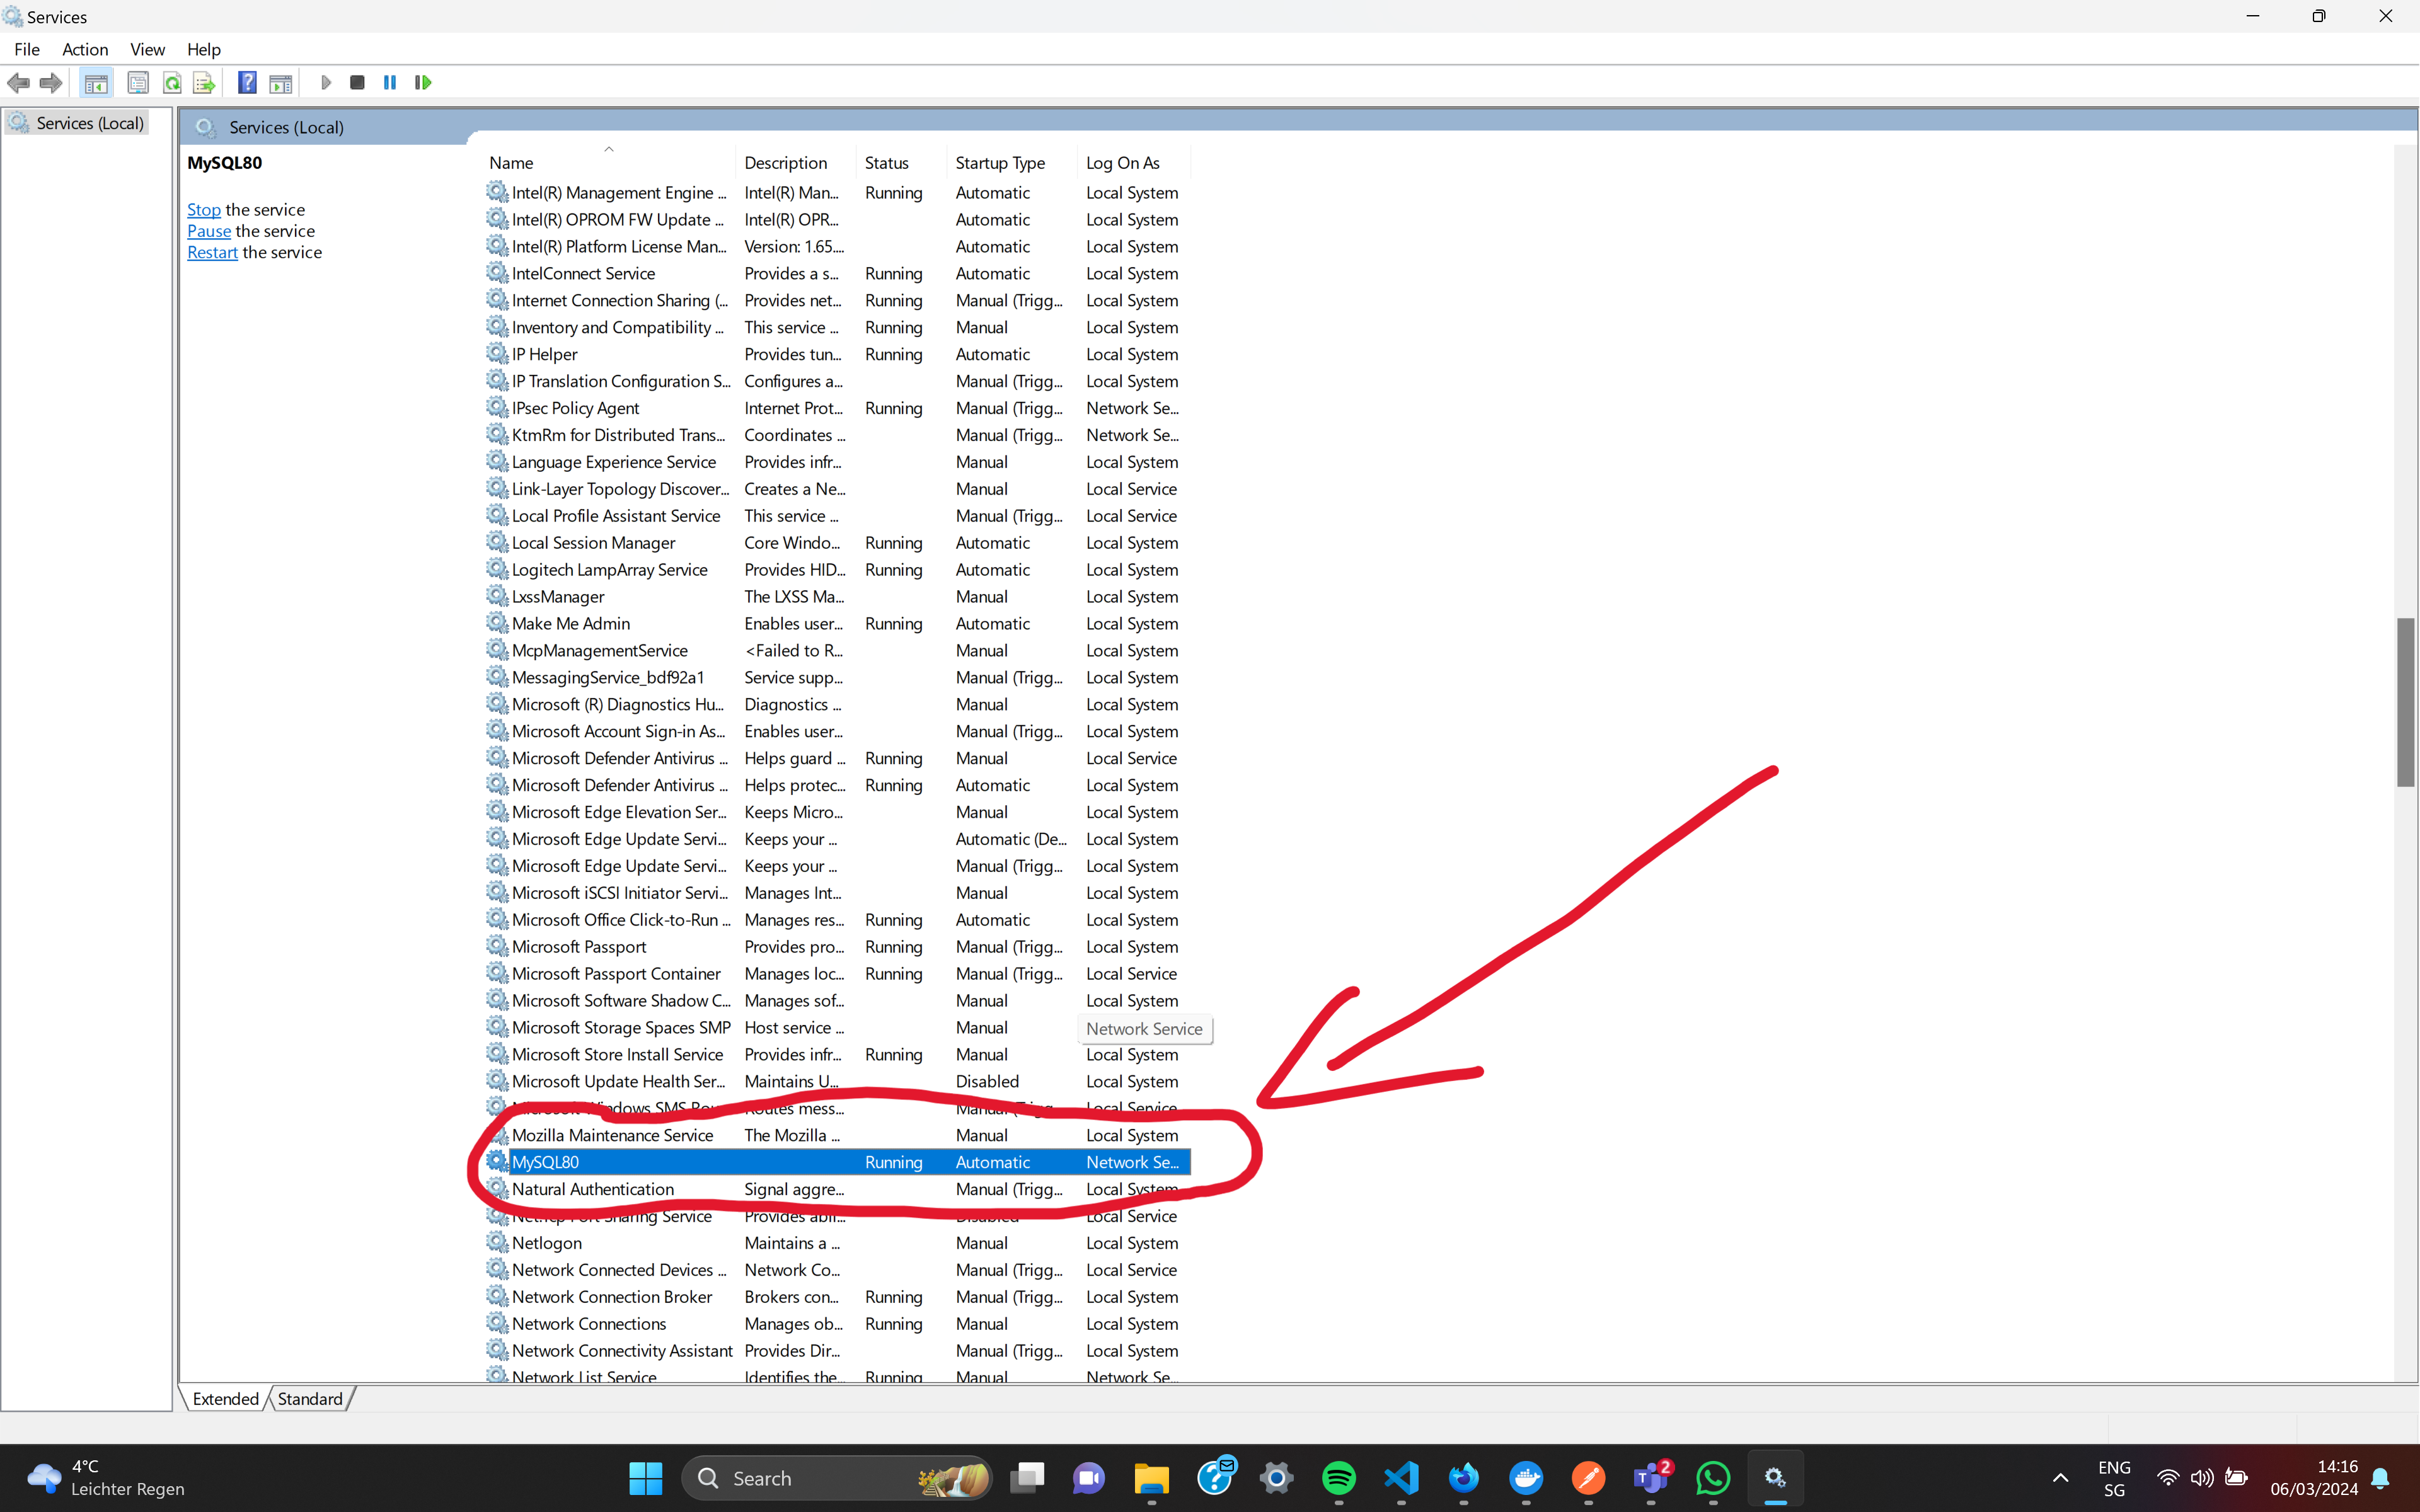 Services
File Action View Help
Services (Local)
Services (Local)
MySQL80
Stop the service
Pause the service
Restart the service
Name Description Status Startup Type Log On As
Intel(R) Management Engine ... Intel(R) Man... Running Automatic Local System
Intel(R) OPROM FW Update ... Intel(R) OPR... Automatic Local System
Intel(R) Platform License Man... Version: 1.65.... Automatic Local System
IntelConnect Service Provides a s... Running Automatic Local System
Internet Connection Sharing (... Provides net... Running Manual (Trigg... Local System
Inventory and Compatibility ... This service ... Running Manual Local System
IP Helper Provides tun... Running Automatic Local System
IP Translation Configuration S... Configures a... Manual (Trigg... Local System
IPsec Policy Agent Internet Prot... Running Manual (Trigg... Network Se...
KtmRm for Distributed Trans... Coordinates ... Manual (Trigg... Network Se...
Language Experience Service Provides infr... Manual Local System
Link-Layer Topology Discover... Creates a Ne... Manual Local Service
Local Profile Assistant Service This service ... Manual (Trigg... Local Service
Local Session Manager Core Windo... Running Automatic Local System
Logitech LampArray Service Provides HID... Running Automatic Local System
LxssManager The LXSS Ma... Manual Local System
Make Me Admin Enables user... Running Automatic Local System
McpManagementService <Failed to R... Manual Local System
MessagingService_bdf92a1 Service supp... Manual (Trigg... Local System
Microsoft (R) Diagnostics Hu... Diagnostics ... Manual Local System
Microsoft Account Sign-in As... Enables user... Manual (Trigg... Local System
Microsoft Defender Antivirus ... Helps guard ... Running Manual Local Service
Microsoft Defender Antivirus ... Helps protec... Running Automatic Local System
Microsoft Edge Elevation Ser... Keeps Micro... Manual Local System
Microsoft Edge Update Servi... Keeps your ... Automatic (De... Local System
Microsoft Edge Update Servi... Keeps your ... Manual (Trigg... Local System
Microsoft iSCSI Initiator Servi... Manages Int... Manual Local System
Microsoft Office Click-to-Run ... Manages res... Running Automatic Local System
Microsoft Passport Provides pro... Running Manual (Trigg... Local System
Microsoft Passport Container Manages loc... Running Manual (Trigg... Local Service
Microsoft Software Shadow C... Manages sof... Manual Local System
Microsoft Storage Spaces SMP Host service ... Manual Network Service
Microsoft Store Install Service Provides infr... Running Manual Local System
Microsoft Update Health Ser... Maintains U... Disabled Local System
Microsoft Windows SMS Rou... Routes mess... Manual (Trigg... Local Service
Mozilla Maintenance Service The Mozilla ... Manual Local System
MySQL80 Running Automatic Network Se...
Natural Authentication Signal aggre... Manual (Trigg... Local System
Net.Tcp Port Sharing Service Provides abil... Disabled Local Service
Netlogon Maintains a ... Manual Local System
Network Connected Devices ... Network Co... Manual (Trigg... Local Service
Network Connection Broker Brokers con... Running Manual (Trigg... Local System
Network Connections Manages ob... Running Manual Local System
Network Connectivity Assistant Provides Dir... Manual (Trigg... Local System
Network List Service Identifies the... Running Manual Network Se...
Extended Standard
4°C
Leichter Regen
Search
2
ENG
SG
14:16
06/03/2024